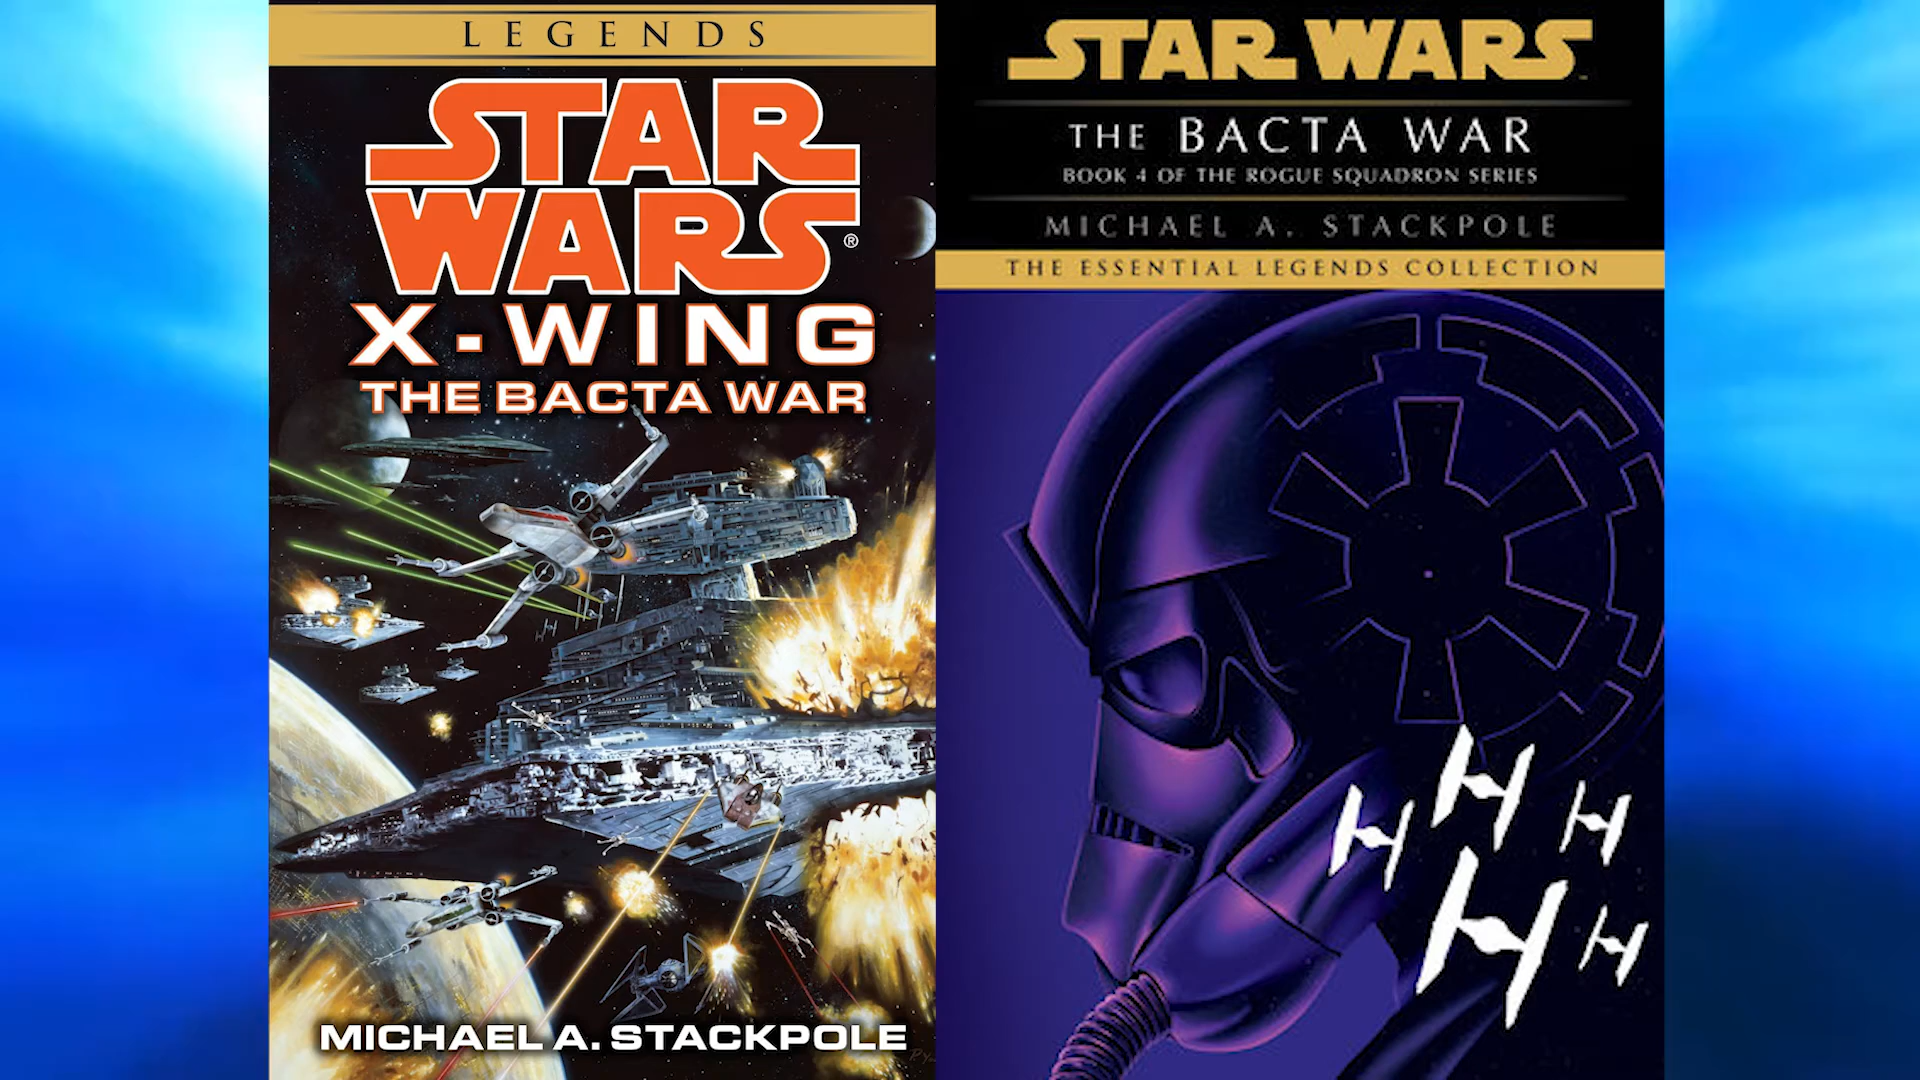 LEGENDS
STAR
WARS®
X-WING
THE BACTA WAR
MICHAEL A. STACKPOLE
STAR WARS
THE BACTA WAR
BOOK 4 OF THE ROGUE SQUADRON SERIES
MICHAEL A. STACKPOLE
THE ESSENTIAL LEGENDS COLLECTION